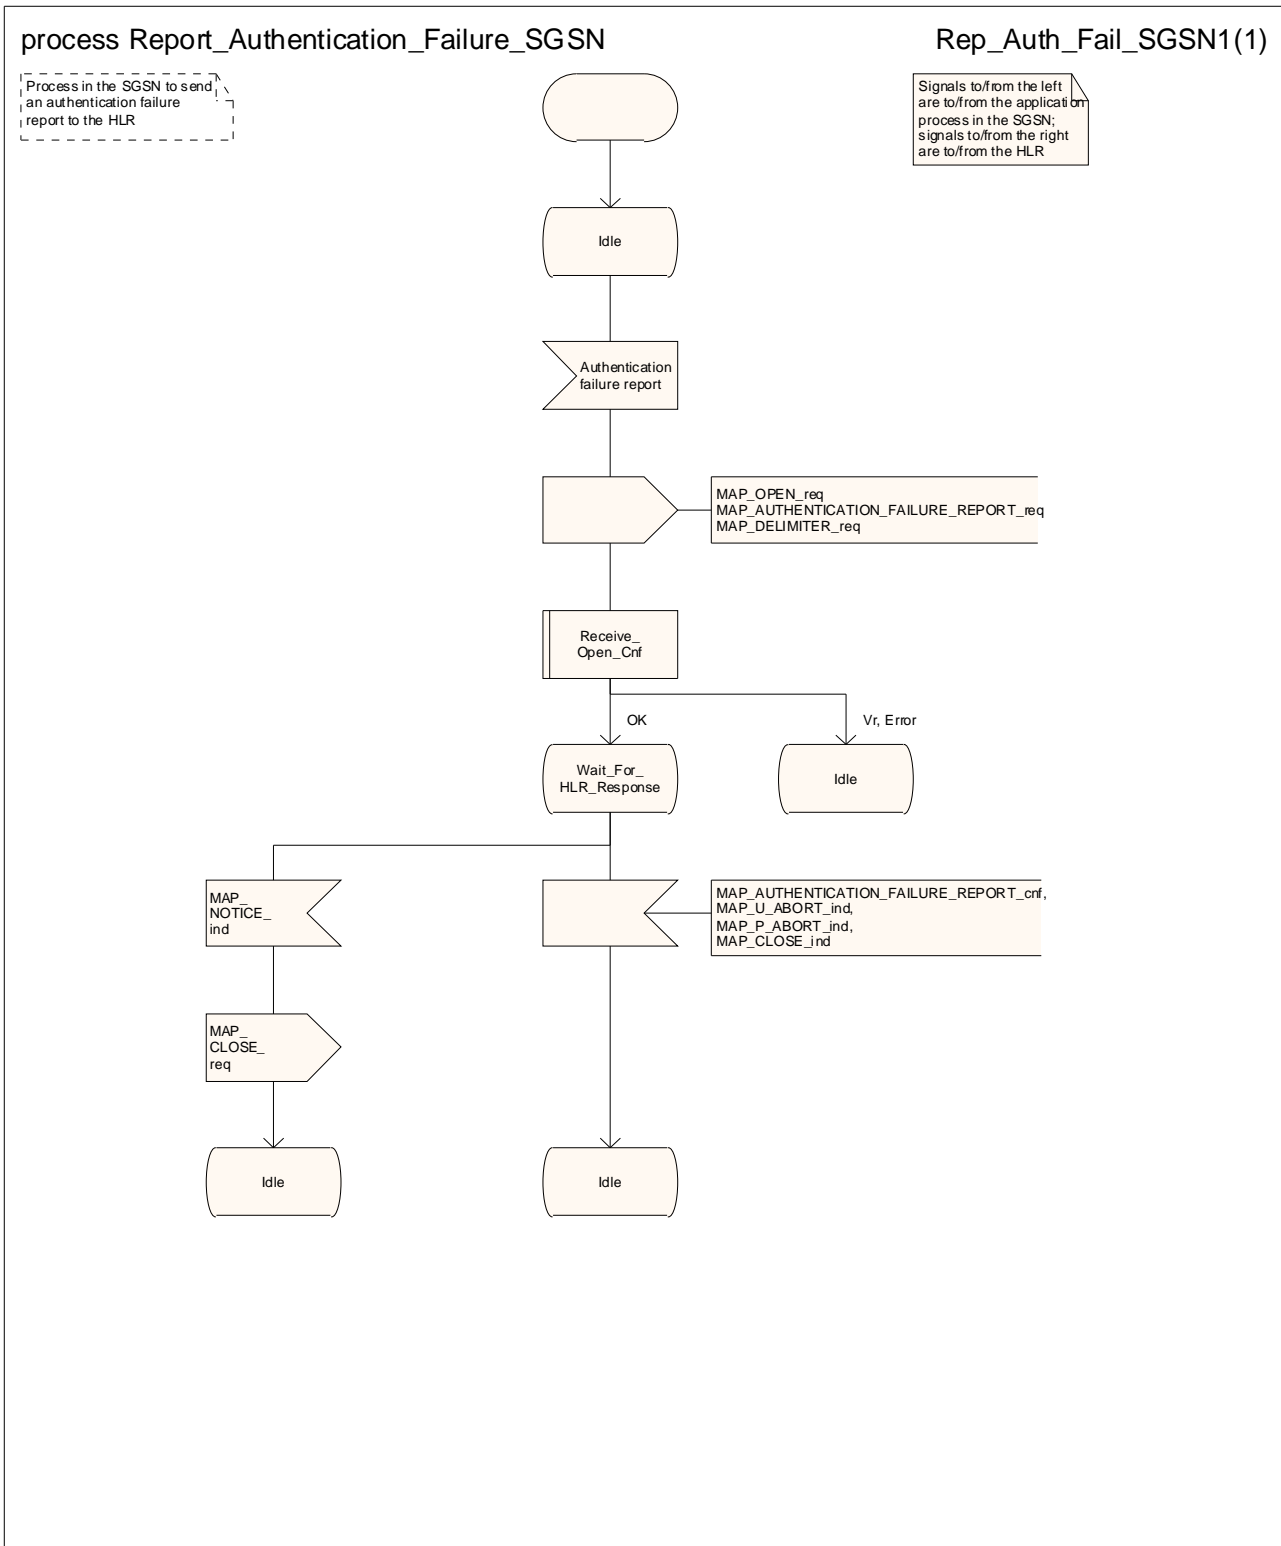 process Report_Authentication_Failure_SGSN
Rep_Auth_Fail_SGSN1(1)
Process in the SGSN to send
an authentication failure
report to the HLR
Signals to/from the left
are to/from the application
process in the SGSN;
signals to/from the right
are to/from the HLR
Idle
Authentication
failure report
MAP_OPEN_req
MAP_AUTHENTICATION_FAILURE_REPORT_req
MAP_DELIMITER_req
Receive_
Open_Cnf
OK
Vr, Error
Wait_For_
HLR_Response
Idle
MAP_
NOTICE_
ind
MAP_AUTHENTICATION_FAILURE_REPORT_cnf,
MAP_U_ABORT_ind,
MAP_P_ABORT_ind,
MAP_CLOSE_ind
MAP_
CLOSE_
req
Idle
Idle